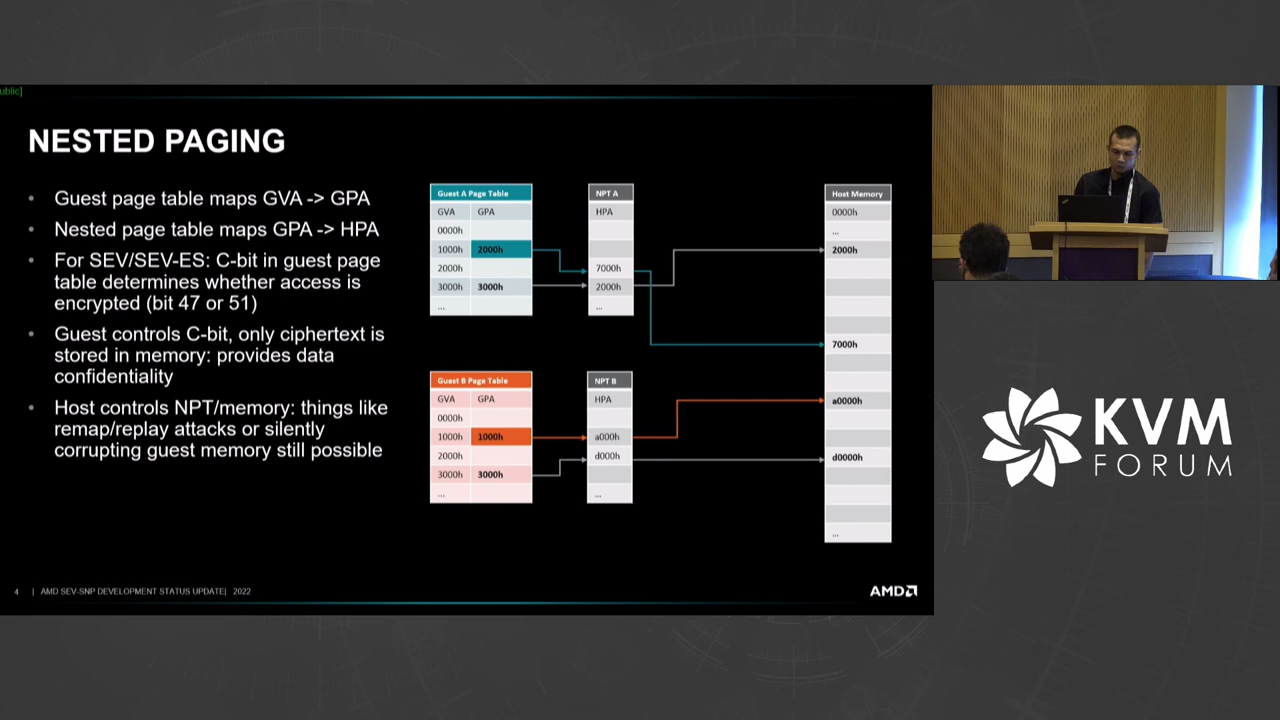 ublic]
NESTED PAGING
• Guest page table maps GVA -> GPA
• Nested page table maps GPA -> HPA
• For SEV/SEV-ES: C-bit in guest page
table determines whether access is
encrypted (bit 47 or 51)
• Guest controls C-bit, only ciphertext is
stored in memory: provides data
confidentiality
• Host controls NPT/memory: things like
remap/replay attacks or silently
corrupting guest memory still possible
Guest A Page Table
GVA GPA
0000h
1000h 2000h
2000h
3000h 3000h
...
NPT A
HPA
7000h
2000h
...
Guest B Page Table
GVA GPA
0000h
1000h 1000h
2000h
3000h 3000h
...
NPT B
HPA
a000h
d000h
...
Host Memory
0000h
...
2000h
7000h
a0000h
d0000h
...
4 | AMD SEV-SNP DEVELOPMENT STATUS UPDATE| 2022
AMD
KVM
FORUM